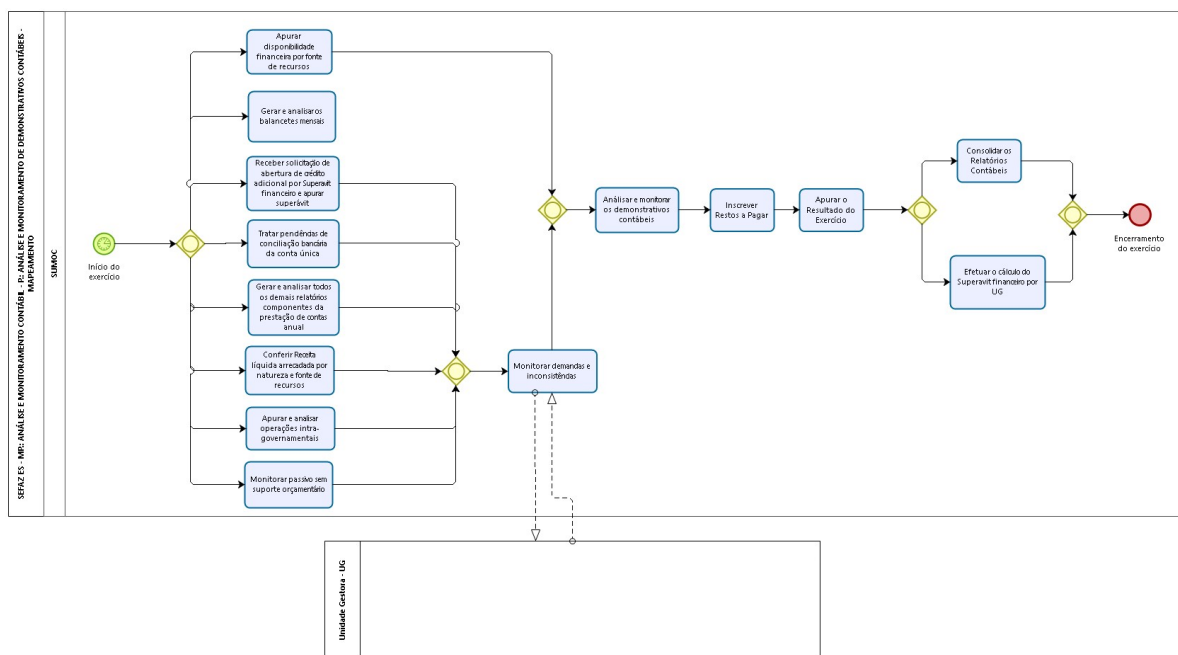 SEFAZ ES - MP: ANÁLISE E MONITORAMENTO CONTÁBIL - P: ANÁLISE E MONITORAMENTO DE DEMONSTRATIVOS CONTÁBEIS -
MAPEAMENTO
SUMOC
Início do
exercício
Apurar
disponibilidade
financeira por fonte
de recursos
Gerar e analisar os
balancetes mensais
Receber solicitação de
abertura de crédito
adicional por Superavit
financeiro e apurar
superávit
Tratar pendências de
conciliação bancária
da conta única
Gerar e analisar todos
os demais relatórios
componentes da
prestação de contas
anual
Conferir Receita
líquida arrecadada por
natureza e fonte de
recursos
Apurar e analisar
operações intra-
governamentais
Monitorar passivo sem
suporte orçamentário
Monitorar demandas e
inconsistências
Análisar e monitorar
os demonstrativos
contábeis
Inscrever
Restos a Pagar
Apurar o
Resultado do
Exercício
Consolidar os
Relatórios
Contábeis
Efetuar o cálculo do
Superavit financeiro por
UG
Encerramento
do exercício
Unidade Gestora - UG